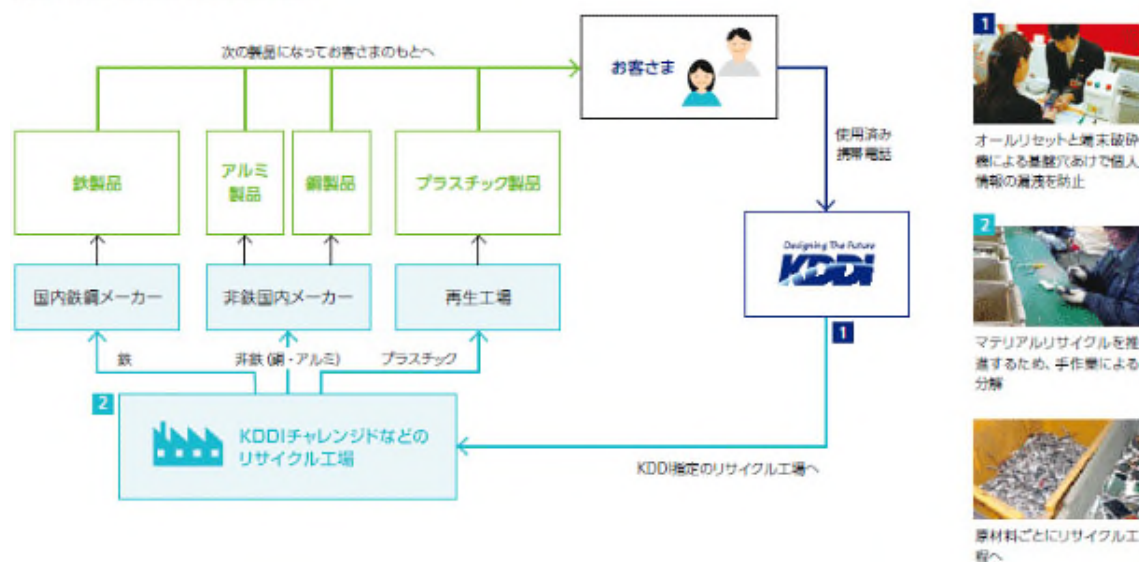 次の製品になってお客さまのもとへ
お客さま
使用済み
携帯電話
鉄製品
アルミ
製品
銅製品
プラスチック製品
国内鉄鋼メーカー
非鉄国内メーカー
再生工場
Designing The Future
KDDI
1
鉄
非鉄（銅・アルミ）
プラスチック
2
KDDIチャレンジドなどの
リサイクル工場
KDDI指定のリサイクル工場へ
1
オールリセットと端末破砕
機による基盤穴あけで個人
情報の漏洩を防止
2
マテリアルリサイクルを推
進するため、手作業による
分解
原材料ごとにリサイクル工
程へ